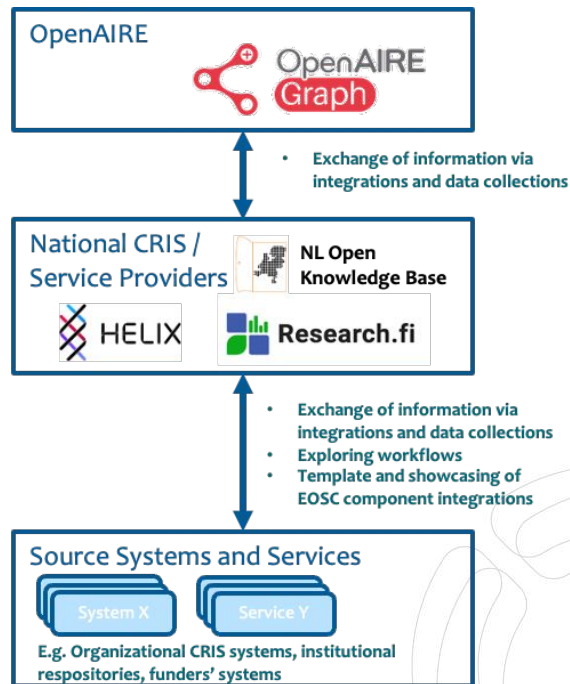 OpenAIRE
OpenAIRE
Graph
• Exchange of information via
integrations and data collections
National CRIS /
Service Providers
NL Open
Knowledge Base
HELIX
Research.fi
• Exchange of information via
integrations and data collections
• Exploring workflows
• Template and showcasing of
EOSC component integrations
Source Systems and Services
System X
Service Y
E.g. Organizational CRIS systems, institutional
respositories, funders' systems